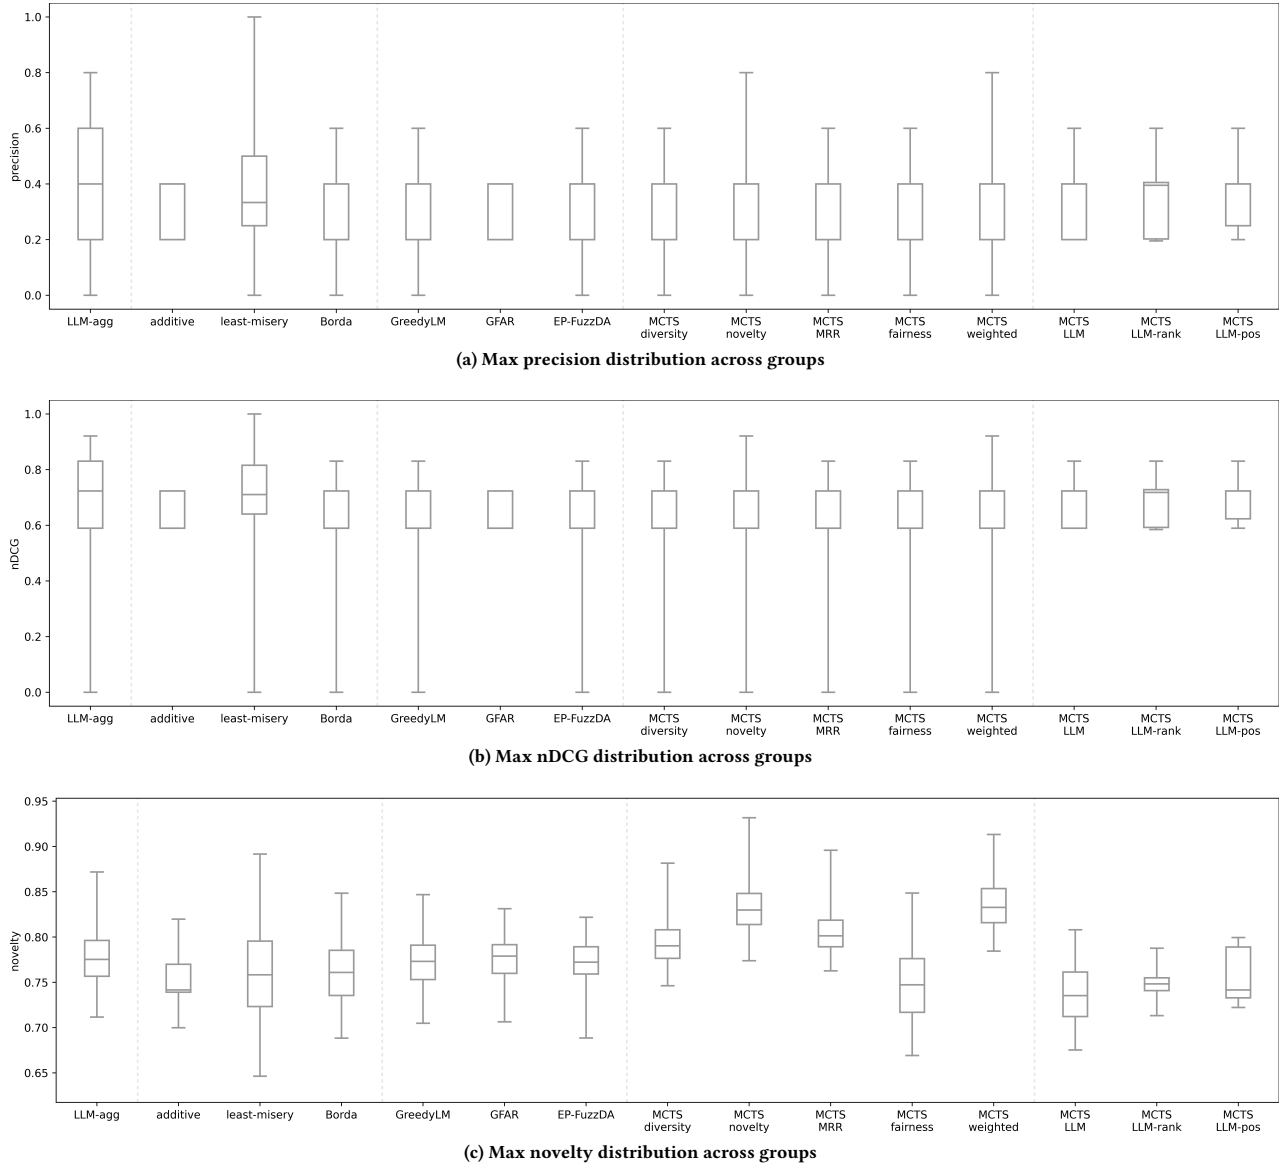 1.0
0.8
0.6
0.4
0.2
0.0
precision
LLM-agg additive least-misery Borda GreedyLM GFAR EP-FuzzDA MCTS MCTS MCTS MCTS MCTS MCTS MCTS MCTS
diversity novelty MRR fairness weighted LLM LLM-rank LLM-pos
(a) Max precision distribution across groups
1.0
0.8
0.6
0.4
0.2
0.0
nDCG
LLM-agg additive least-misery Borda GreedyLM GFAR EP-FuzzDA MCTS MCTS MCTS MCTS MCTS MCTS MCTS MCTS
diversity novelty MRR fairness weighted LLM LLM-rank LLM-pos
(b) Max nDCG distribution across groups
0.95
0.90
0.85
0.80
0.75
0.70
0.65
novelty
LLM-agg additive least-misery Borda GreedyLM GFAR EP-FuzzDA MCTS MCTS MCTS MCTS MCTS MCTS MCTS MCTS
diversity novelty MRR fairness weighted LLM LLM-rank LLM-pos
(c) Max novelty distribution across groups